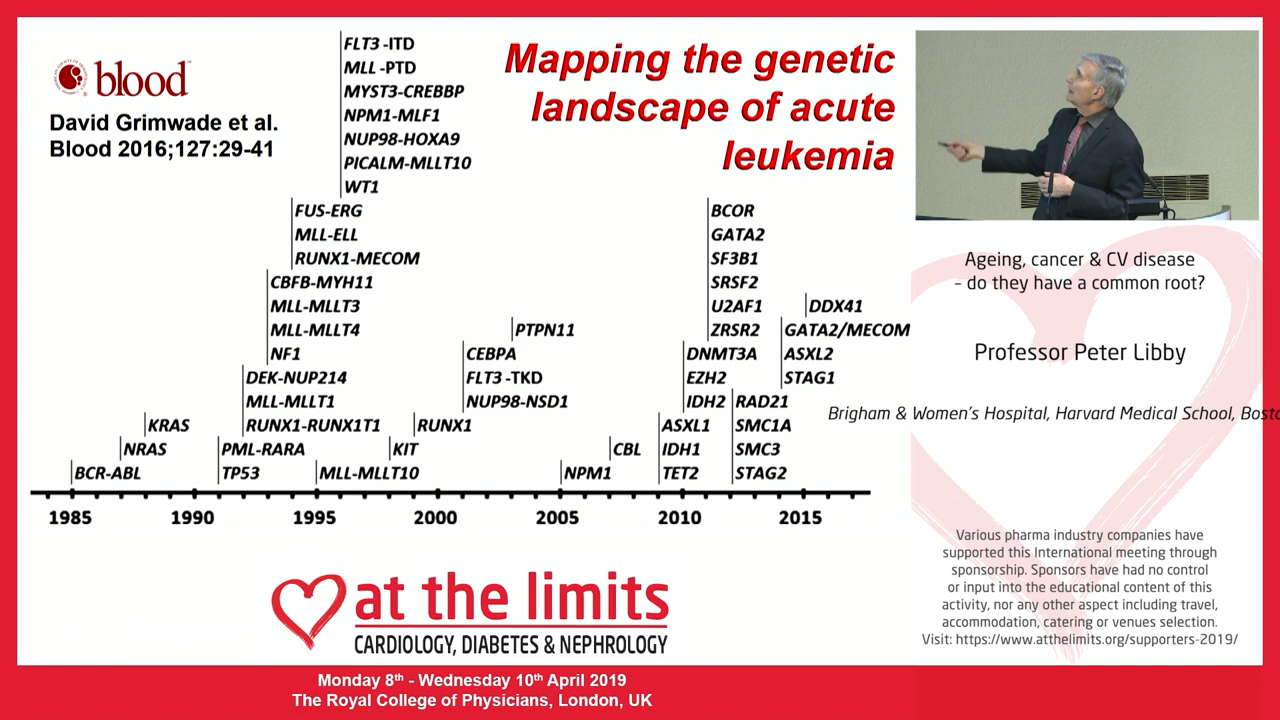 blood
David Grimwade et al.
Blood 2016;127:29-41
Mapping the genetic
landscape of acute
leukemia
FLT3 -ITD
MLL -PTD
MYST3-CREBBP
NPM1-MLF1
NUP98-HOXA9
PICALM-MLLT10
WT1
FUS-ERG
MLL-ELL
RUNX1-MECOM
CBFB-MYH11
MLL-MLLT3
MLL-MLLT4
NF1
DEK-NUP214
MLL-MLLT1
RUNX1-RUNX1T1
KRAS
NRAS
BCR-ABL
PML-RARA
TP53
MLL-MLLT10
RUNX1
KIT
PTPN11
CEBPA
FLT3 -TKD
NUP98-NSD1
NPM1
CBL
BCOR
GATA2
SF3B1
SRSF2
U2AF1
ZRSR2
DNMT3A
EZH2
IDH2
ASXL1
IDH1
TET2
RAD21
SMC1A
SMC3
STAG2
DDX41
GATA2/MECOM
ASXL2
STAG1
1985 1990 1995 2000 2005 2010 2015
at the limits
CARDIOLOGY, DIABETES & NEPHROLOGY
Monday 8th - Wednesday 10th April 2019
The Royal College of Physicians, London, UK
Ageing, cancer & CV disease
– do they have a common root?
Professor Peter Libby
Brigham & Women's Hospital, Harvard Medical School, Bosto
Various pharma industry companies have
supported this International meeting through
sponsorship. Sponsors have had no control
or input into the educational content of this
activity, nor any other aspect including travel,
accommodation, catering or venues selection.
Visit: https://www.atthelimits.org/supporters-2019/